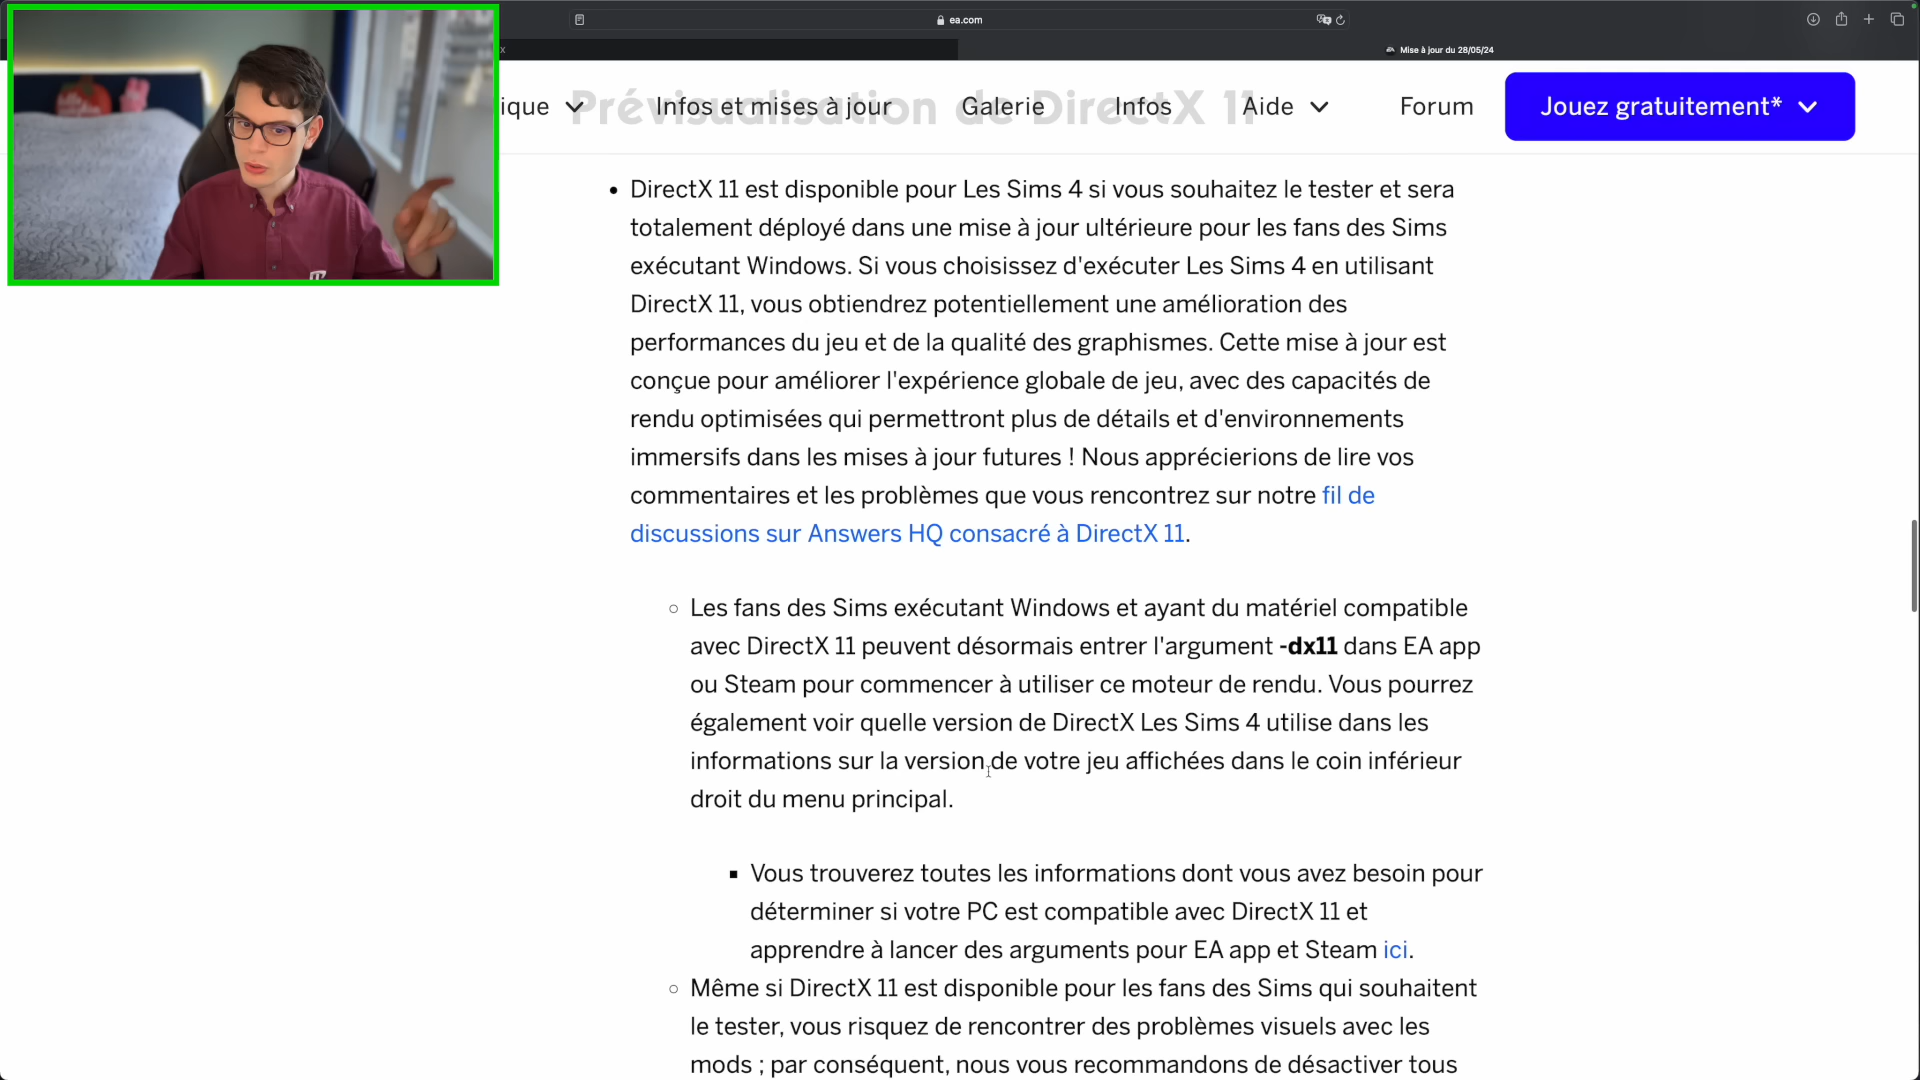 ea.com
x
Mise à jour du 28/05/24
ique
Infos et mises à jour
Galerie
Infos
Aide
Forum
Jouez gratuitement*
Prévisualisation de DirectX 11
DirectX 11 est disponible pour Les Sims 4 si vous souhaitez le tester et sera
totalement déployé dans une mise à jour ultérieure pour les fans des Sims
exécutant Windows. Si vous choisissez d'exécuter Les Sims 4 en utilisant
DirectX 11, vous obtiendrez potentiellement une amélioration des
performances du jeu et de la qualité des graphismes. Cette mise à jour est
conçue pour améliorer l'expérience globale de jeu, avec des capacités de
rendu optimisées qui permettront plus de détails et d'environnements
immersifs dans les mises à jour futures ! Nous apprécierions de lire vos
commentaires et les problèmes que vous rencontrez sur notre fil de
discussions sur Answers HQ consacré à DirectX 11.
Les fans des Sims exécutant Windows et ayant du matériel compatible
avec DirectX 11 peuvent désormais entrer l'argument -dx11 dans EA app
ou Steam pour commencer à utiliser ce moteur de rendu. Vous pourrez
également voir quelle version de DirectX Les Sims 4 utilise dans les
informations sur la version de votre jeu affichées dans le coin inférieur
droit du menu principal.
Vous trouverez toutes les informations dont vous avez besoin pour
déterminer si votre PC est compatible avec DirectX 11 et
apprendre à lancer des arguments pour EA app et Steam ici.
Même si DirectX 11 est disponible pour les fans des Sims qui souhaitent
le tester, vous risquez de rencontrer des problèmes visuels avec les
mods ; par conséquent, nous vous recommandons de désactiver tous